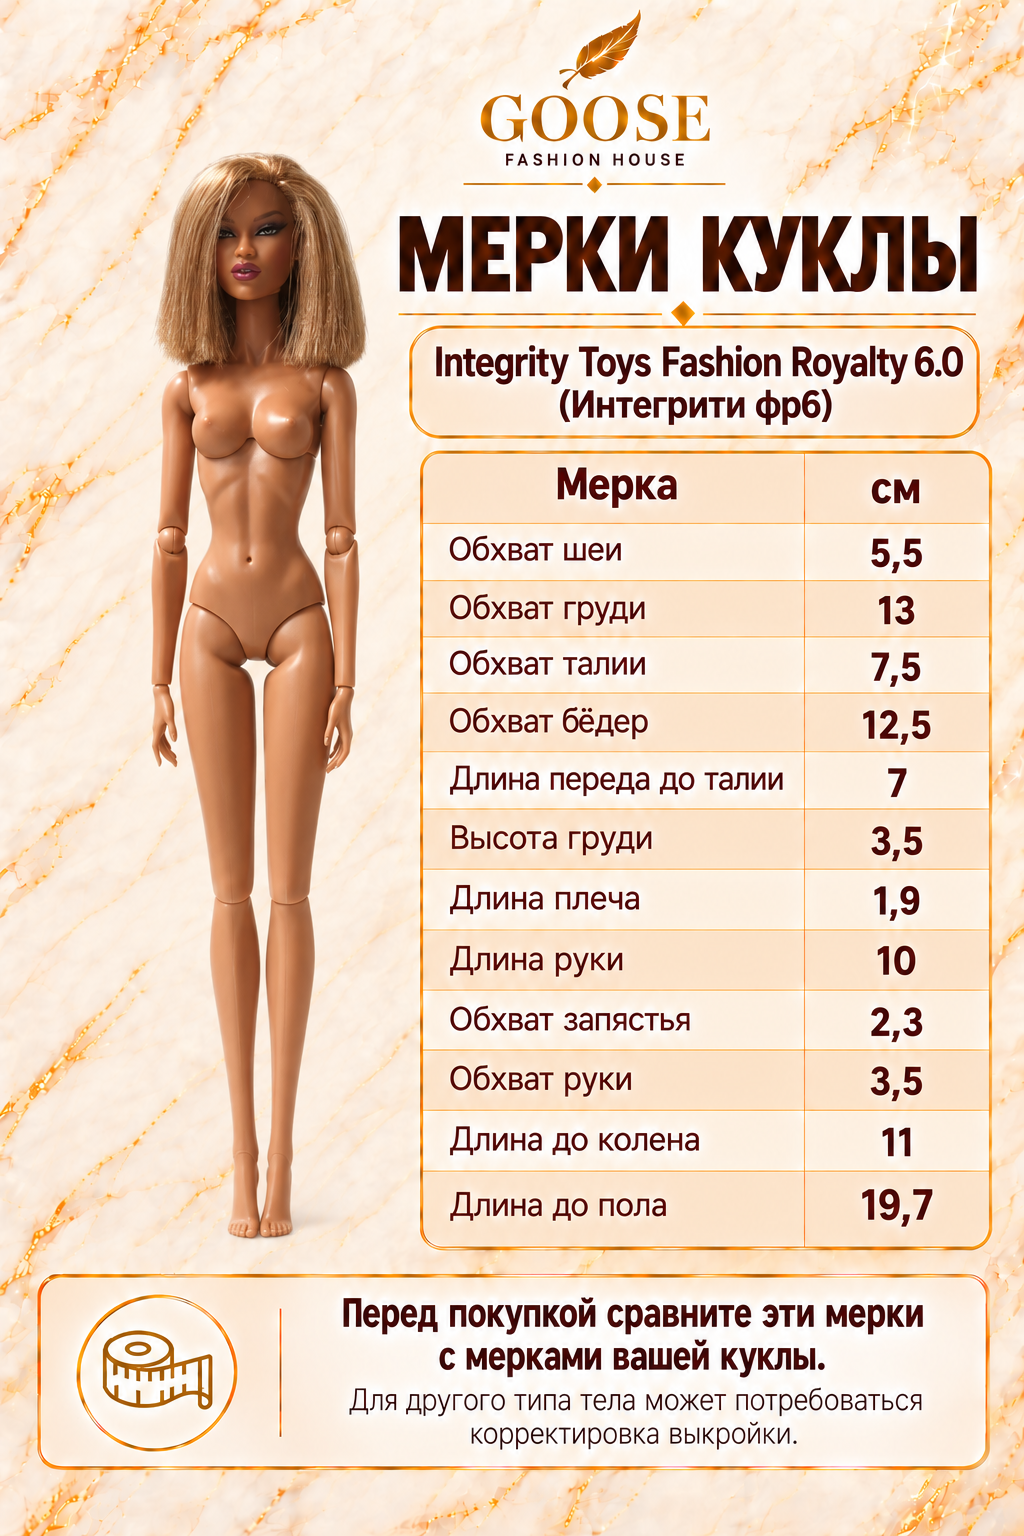 GOOSE
FASHION HOUSE
МЕРКИ КУКЛЫ
Integrity Toys Fashion Royalty 6.0
(Интегрити фр6)
Мерка см
Обхват шеи 5,5
Обхват груди 13
Обхват талии 7,5
Обхват бёдер 12,5
Длина переда до талии 7
Высота груди 3,5
Длина плеча 1,9
Длина руки 10
Обхват запястья 2,3
Обхват руки 3,5
Длина до колена 11
Длина до пола 19,7
Перед покупкой сравните эти мерки
с мерками вашей куклы.
Для другого типа тела может потребоваться
корректировка выкройки.